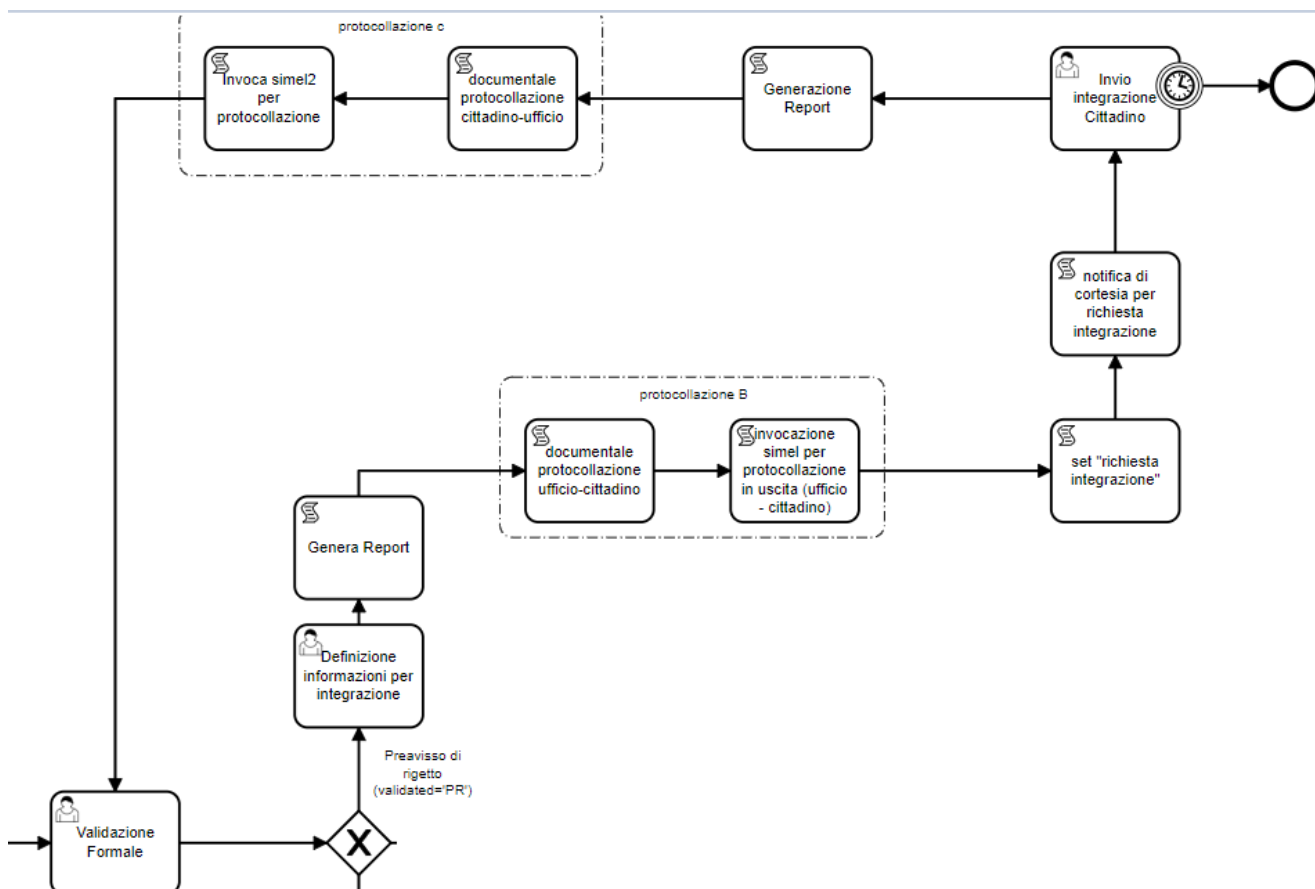 protocollazione c
Invoca simel2
per
protocollazione
documentale
protocollazione
cittadino-ufficio
Generazione
Report
Invio
integrazione
Cittadino
notifica di
cortesia per
richiesta
integrazione
protocollazione B
documentale
protocollazione
ufficio-cittadino
invocazione
simel per
protocollazione
in uscita (ufficio
- cittadino)
set "richiesta
integrazione"
Genera Report
Definizione
informazioni per
integrazione
Preavviso di
rigetto
(validated='PR')
Validazione
Formale